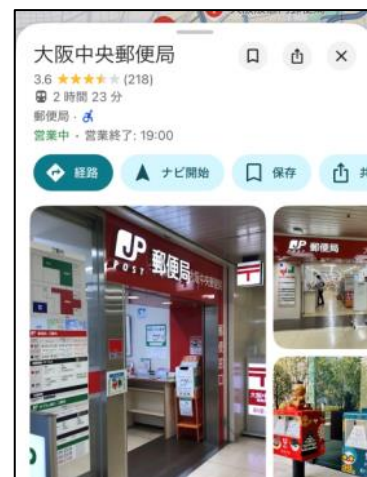 大阪中央郵便局
3.6 ★★★★★ (218)
2 時間 23 分
郵便局・
営業中・営業終了: 19:00
経路
ナビ開始
保存
JP 郵便局
POST
JP 郵便局